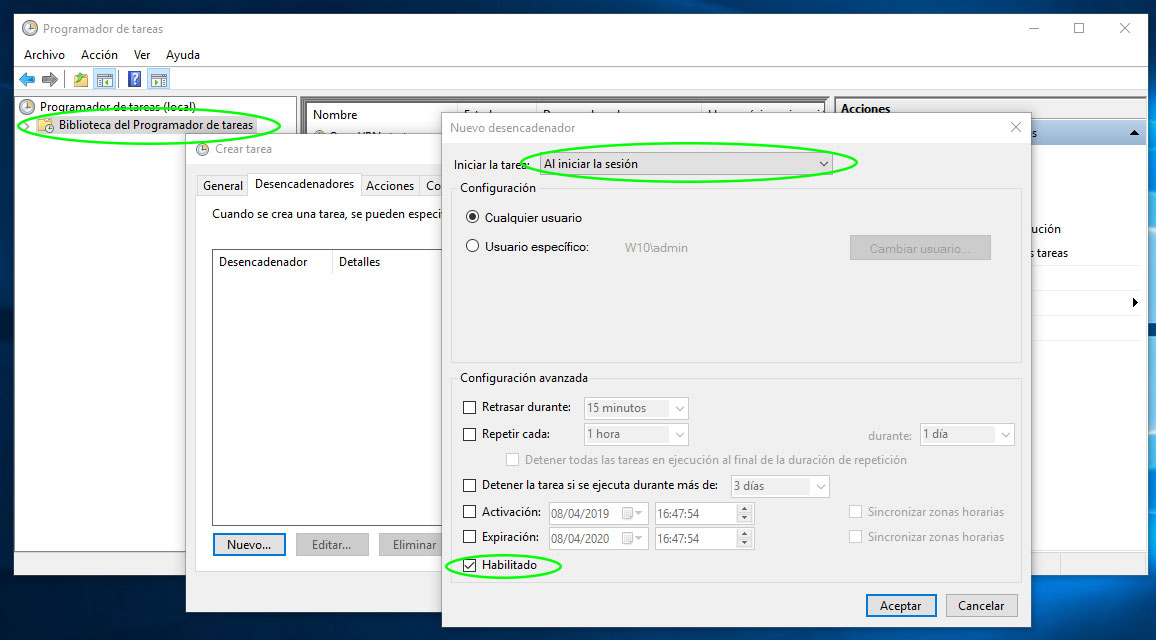 Programador de tareas
Archivo Acción Ver Ayuda
Programador de tareas (local)
Biblioteca del Programador de tareas
Nombre
Acciones
Crear tarea
General Desencadenadores Acciones Co
Cuando se crea una tarea, se pueden especi
Desencadenador Detalles
Nuevo... Editar... Eliminar
Nuevo desencadenador
Iniciar la tarea: Al iniciar la sesión
Configuración
Cualquier usuario
Usuario específico: W10\admin Cambiar usuario...
Configuración avanzada
Retrasar durante: 15 minutos
Repetir cada: 1 hora durante: 1 día
Detener todas las tareas en ejecución al final de la duración de repetición
Detener la tarea si se ejecuta durante más de: 3 días
Activación: 08/04/2019 16:47:54 Sincronizar zonas horarias
Expiración: 08/04/2020 16:47:54 Sincronizar zonas horarias
Habilitado
Aceptar Cancelar
s
ución
s tareas